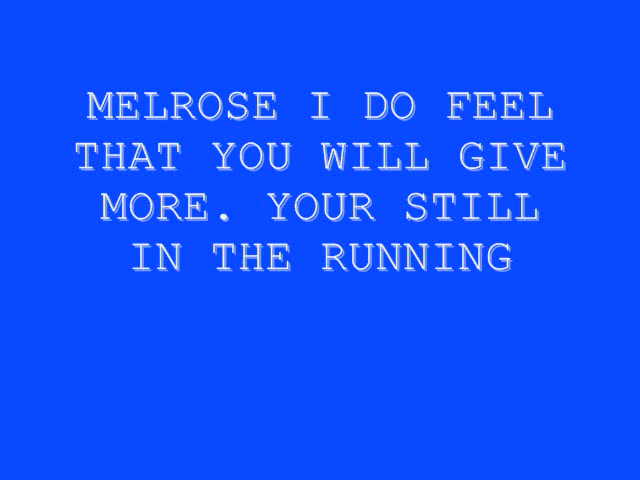 MELROSE I DO FEEL
THAT YOU WILL GIVE
MORE. YOUR STILL
IN THE RUNNING